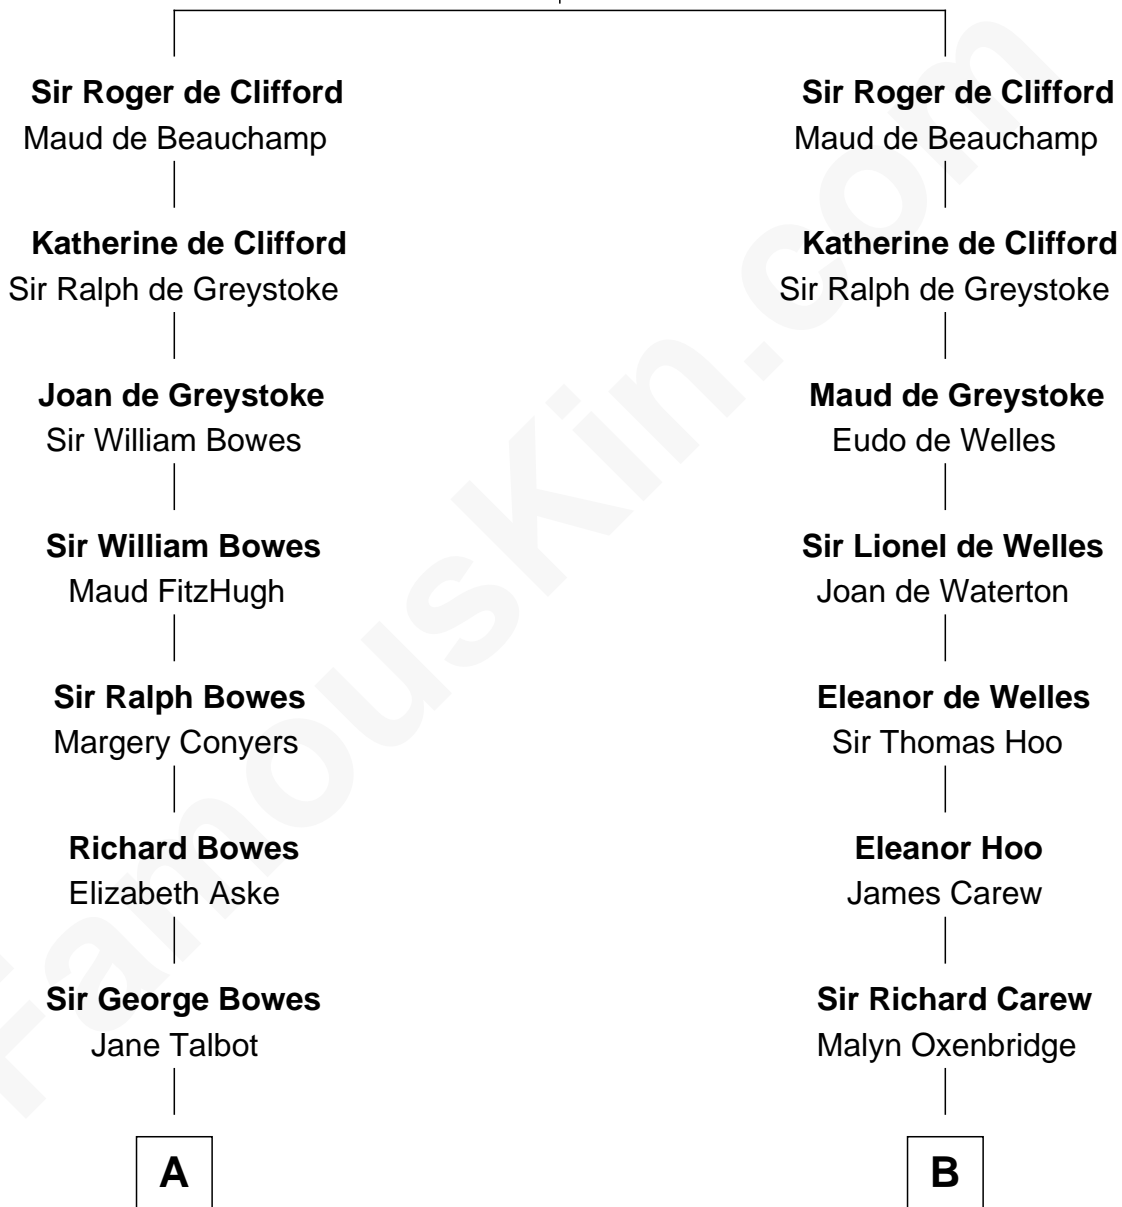 Sir Roger de Clifford
Maud de Beauchamp
Katherine de Clifford
Sir Ralph de Greystoke
Joan de Greystoke
Sir William Bowes
Sir William Bowes
Maud FitzHugh
Sir Ralph Bowes
Margery Conyers
Richard Bowes
Elizabeth Aske
Sir George Bowes
Jane Talbot
A
Sir Roger de Clifford
Maud de Beauchamp
Katherine de Clifford
Sir Ralph de Greystoke
Maud de Greystoke
Eudo de Welles
Sir Lionel de Welles
Joan de Waterton
Eleanor de Welles
Sir Thomas Hoo
Eleanor Hoo
James Carew
Sir Richard Carew
Malyn Oxenbridge
B
FamousKin.com